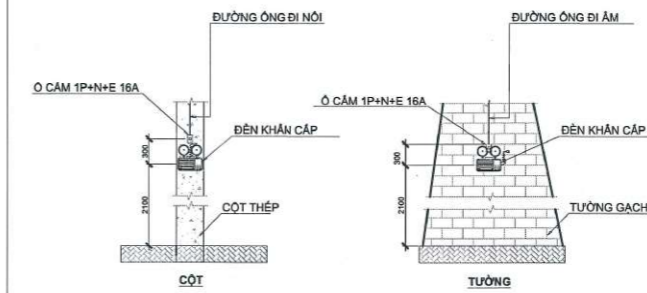 ĐƯỜNG ỐNG ĐI NỔI
Ổ CẮM 1P+N+E 16A
ĐÈN KHẨN CẤP
300
2100
CỘT THÉP
CỘT
ĐƯỜNG ỐNG ĐI ÂM
Ổ CẮM 1P+N+E 16A
ĐÈN KHẨN CẤP
300
2100
TƯỜNG GẠCH
TƯỜNG